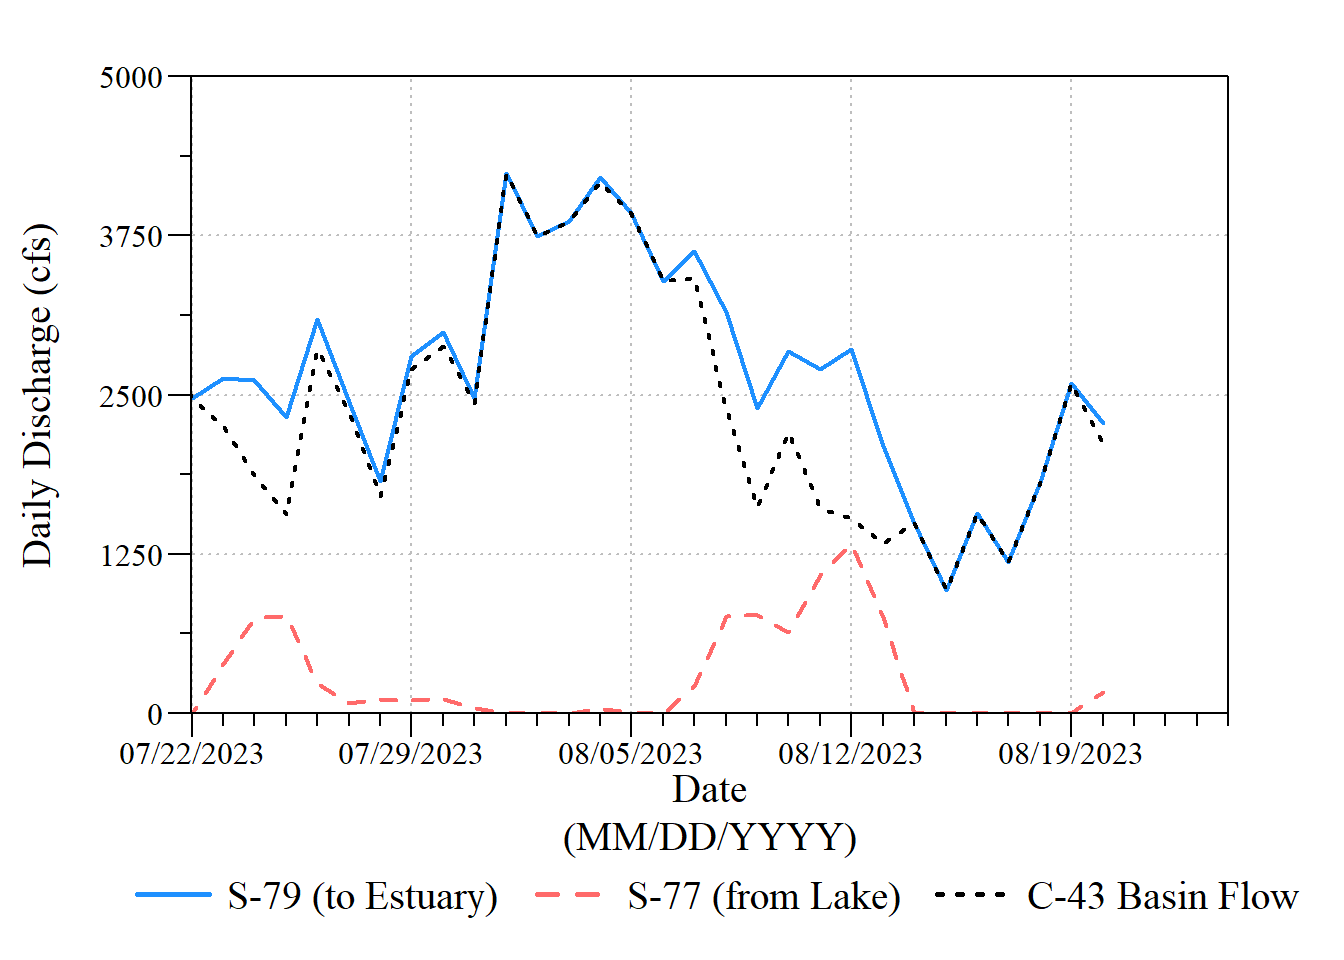 5000
3750
2500
1250
0
Daily Discharge (cfs)
07/22/2023 07/29/2023 08/05/2023 08/12/2023 08/19/2023
Date
(MM/DD/YYYY)
S-79 (to Estuary) S-77 (from Lake) C-43 Basin Flow